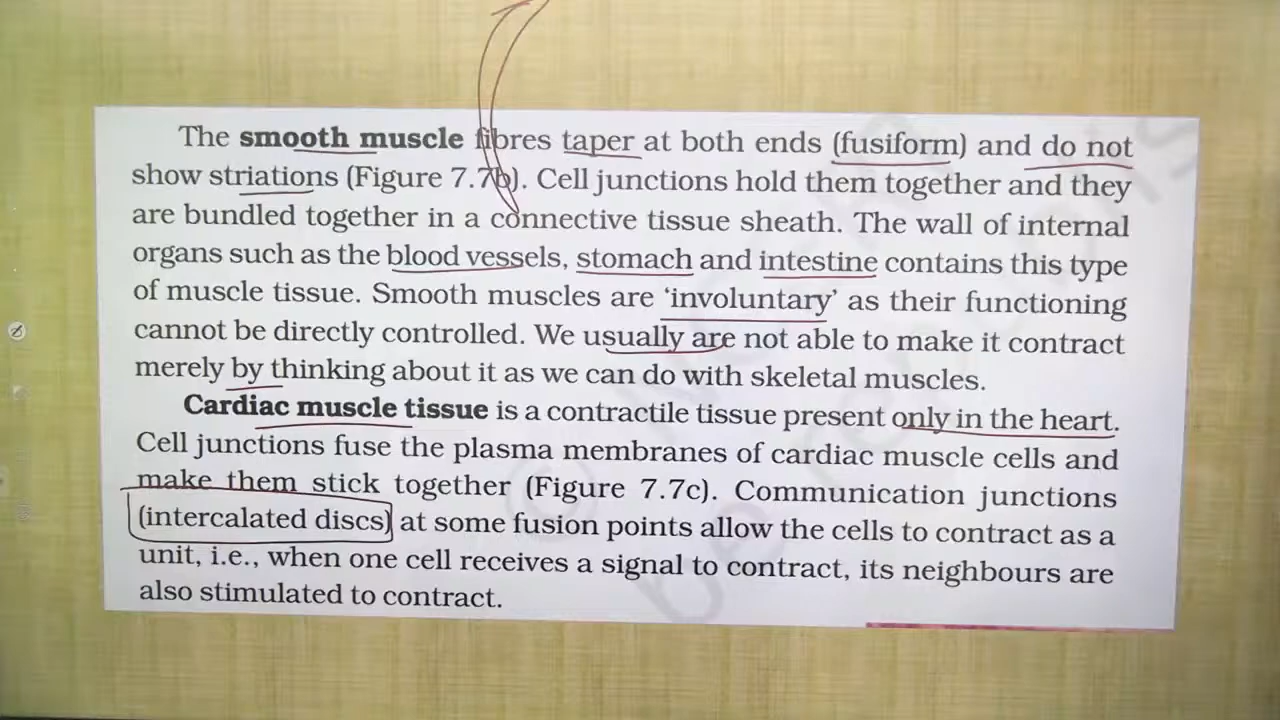 The smooth muscle fibres taper at both ends (fusiform) and do not
show striations (Figure 7.7b). Cell junctions hold them together and they
are bundled together in a connective tissue sheath. The wall of internal
organs such as the blood vessels, stomach and intestine contains this type
of muscle tissue. Smooth muscles are ‘involuntary’ as their functioning
cannot be directly controlled. We usually are not able to make it contract
merely by thinking about it as we can do with skeletal muscles.
Cardiac muscle tissue is a contractile tissue present only in the heart.
Cell junctions fuse the plasma membranes of cardiac muscle cells and
make them stick together (Figure 7.7c). Communication junctions
(intercalated discs) at some fusion points allow the cells to contract as a
unit, i.e., when one cell receives a signal to contract, its neighbours are
also stimulated to contract.